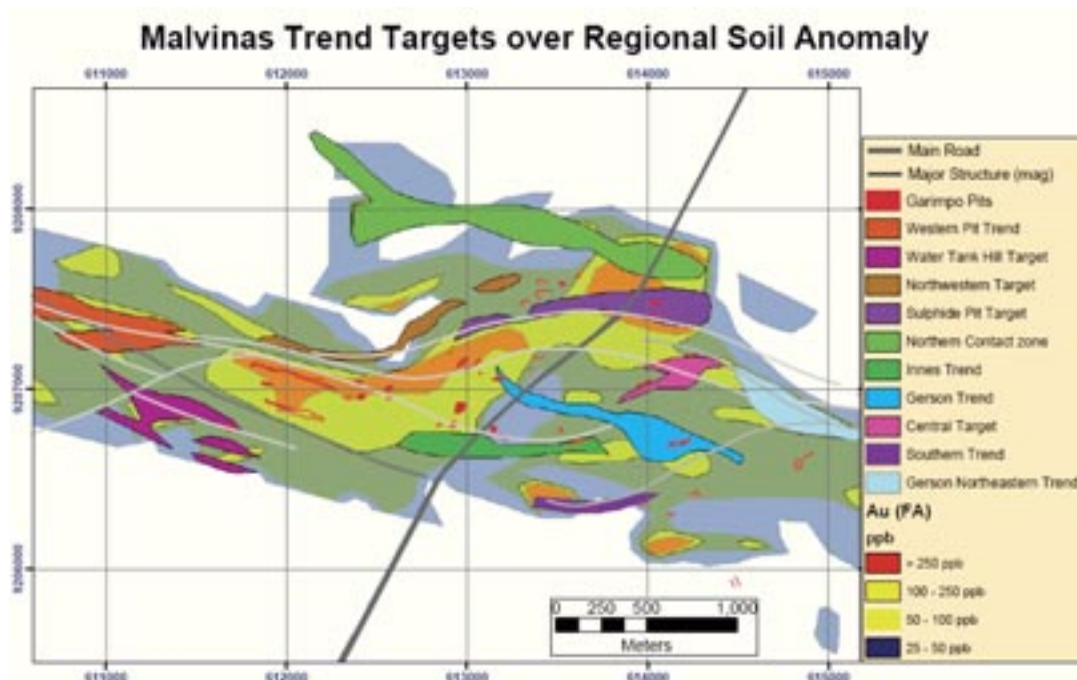 Malvinas Trend Targets over Regional Soil Anomaly
611000 612000 613000 614000 615000
9208000
9207000
9206000
Main Road
Major Structure (mag)
Garimpo Pits
Western Pit Trend
Water Tank Hill Target
Northwestern Target
Sulphide Pit Target
Northern Contact zone
Innes Trend
Gerson Trend
Central Target
Southern Trend
Gerson Northeastern Trend
Au (FA)
ppb
> 250 ppb
100 - 250 ppb
50 - 100 ppb
25 - 50 ppb
0 250 500 1,000
Meters
611000 612000 613000 614000 615000